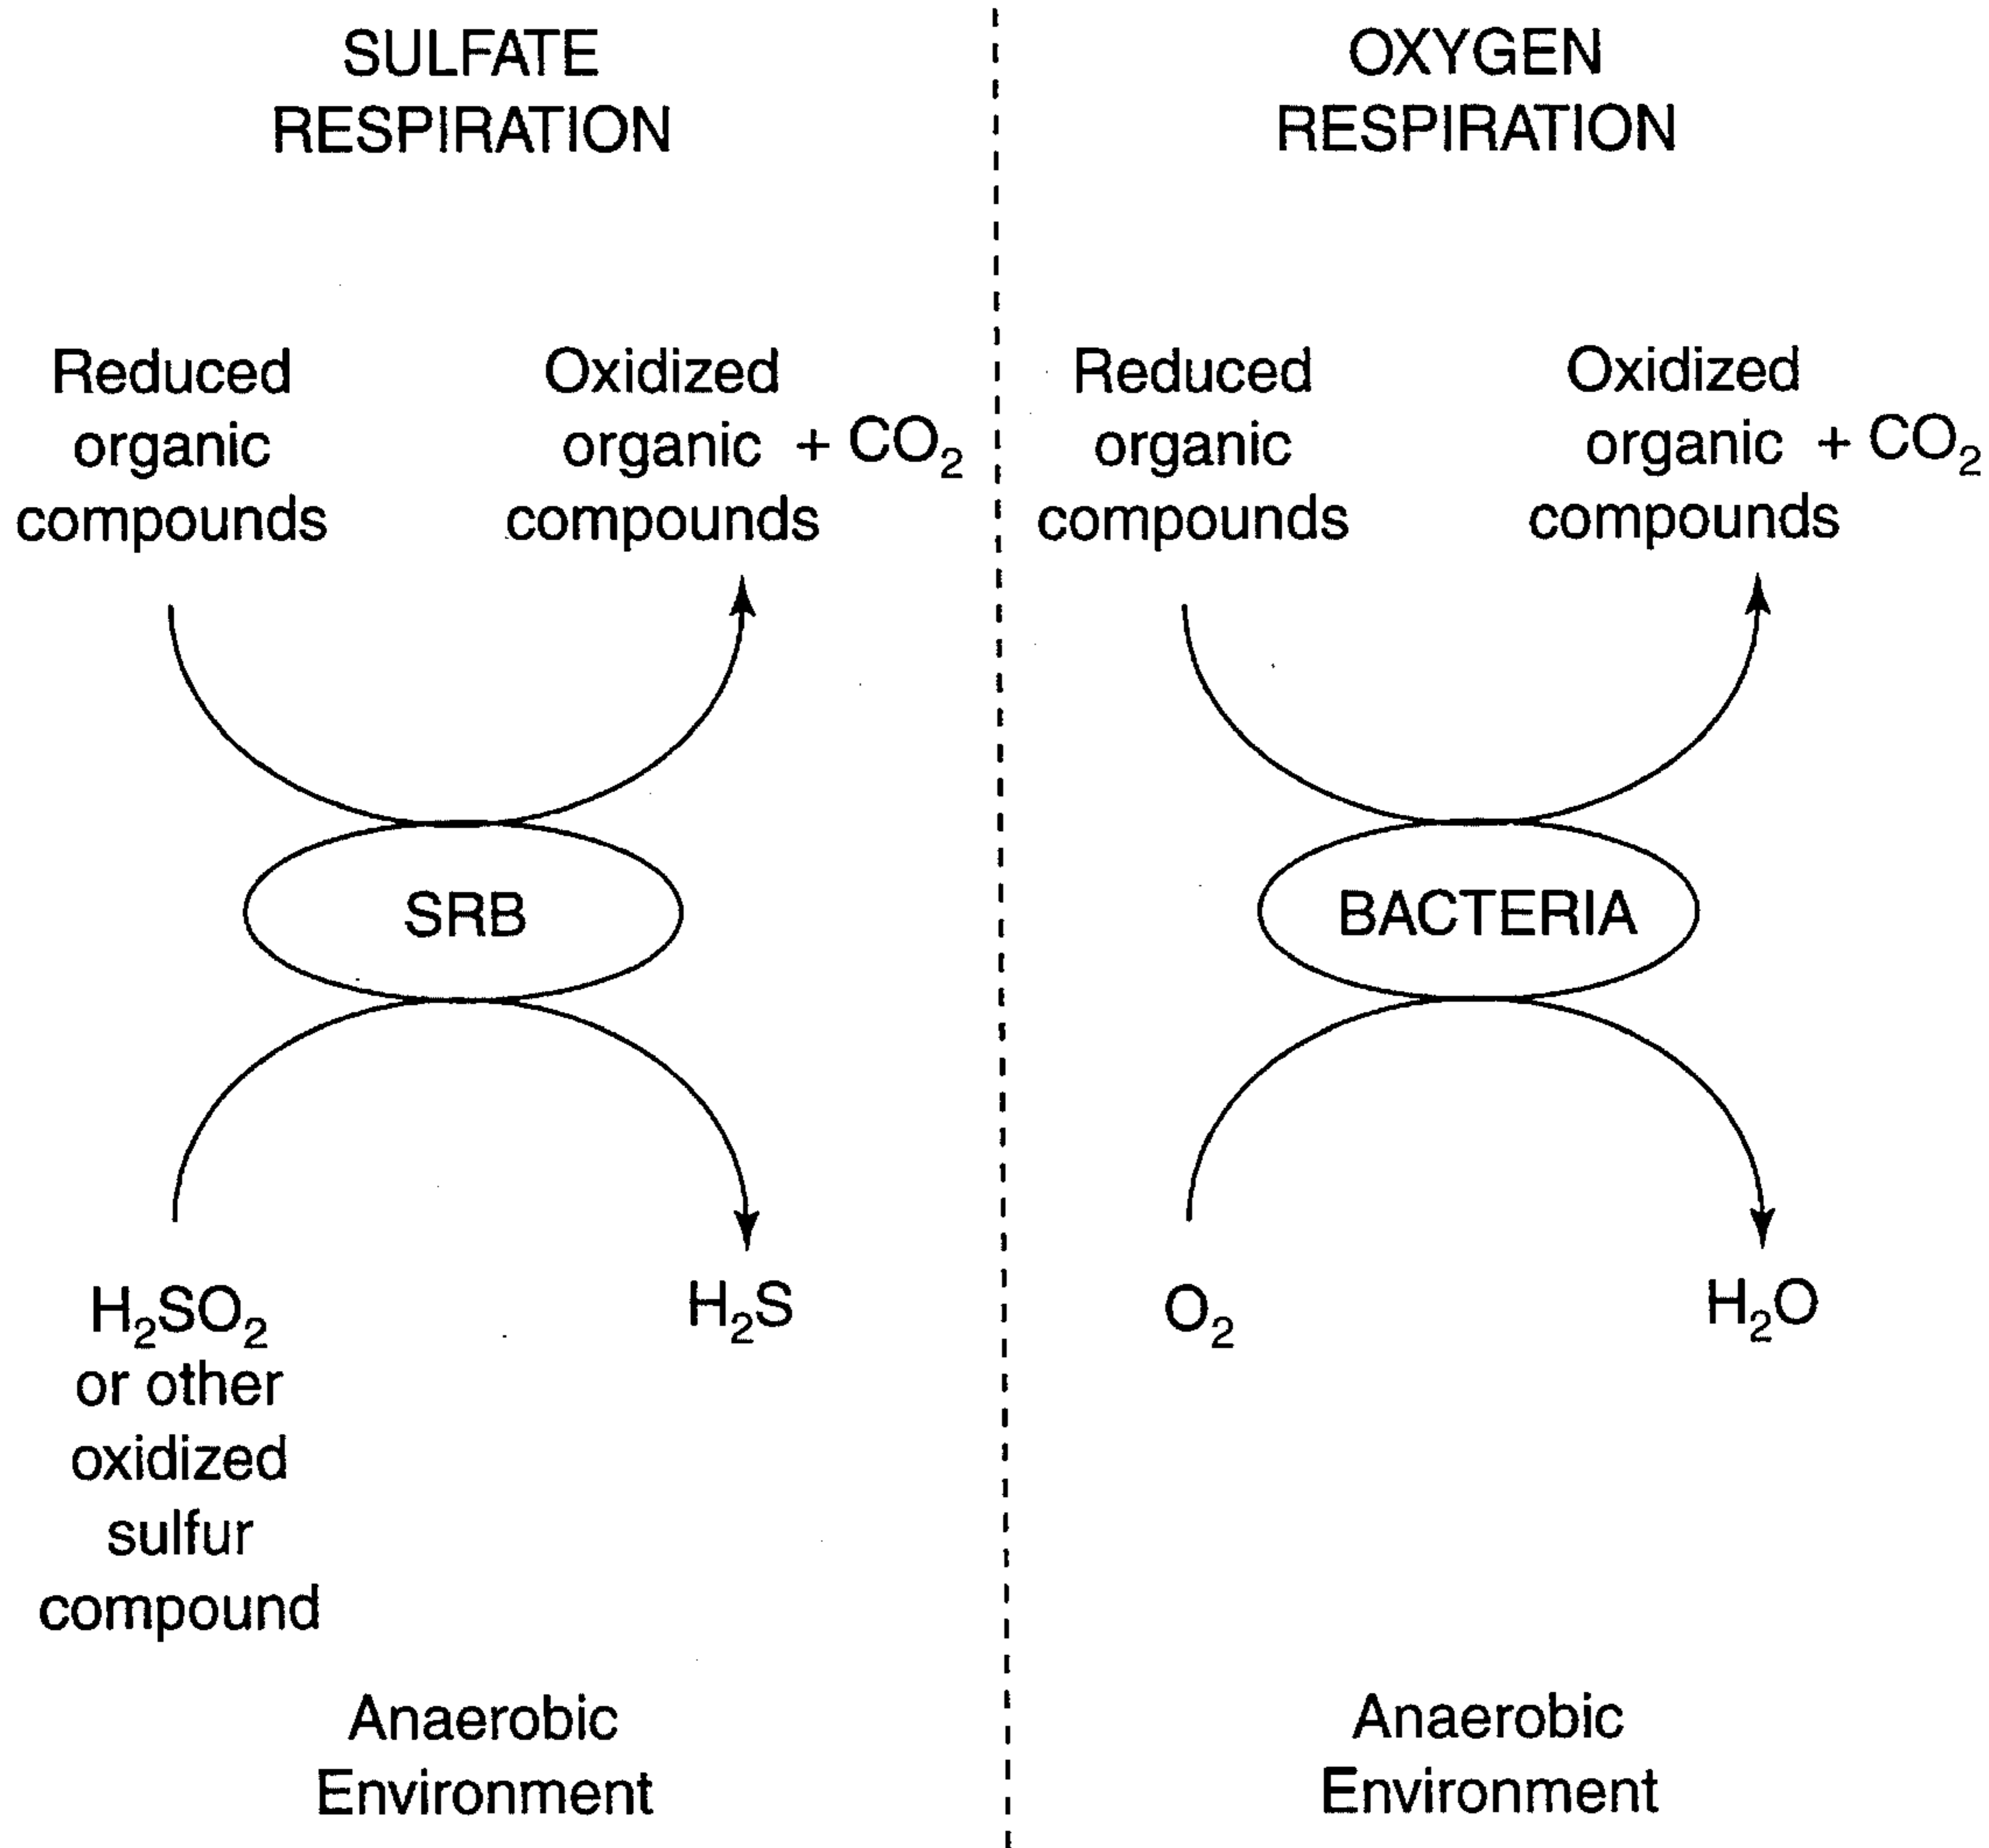 SULFATE
RESPIRATION
Reduced
organic
compounds
Oxidized
organic + CO₂
compounds
SRB
H₂SO₂
or other
oxidized
sulfur
compound
H₂S
Anaerobic
Environment
OXYGEN
RESPIRATION
Reduced
organic
compounds
Oxidized
organic + CO₂
compounds
BACTERIA
O₂
H₂O
Anaerobic
Environment